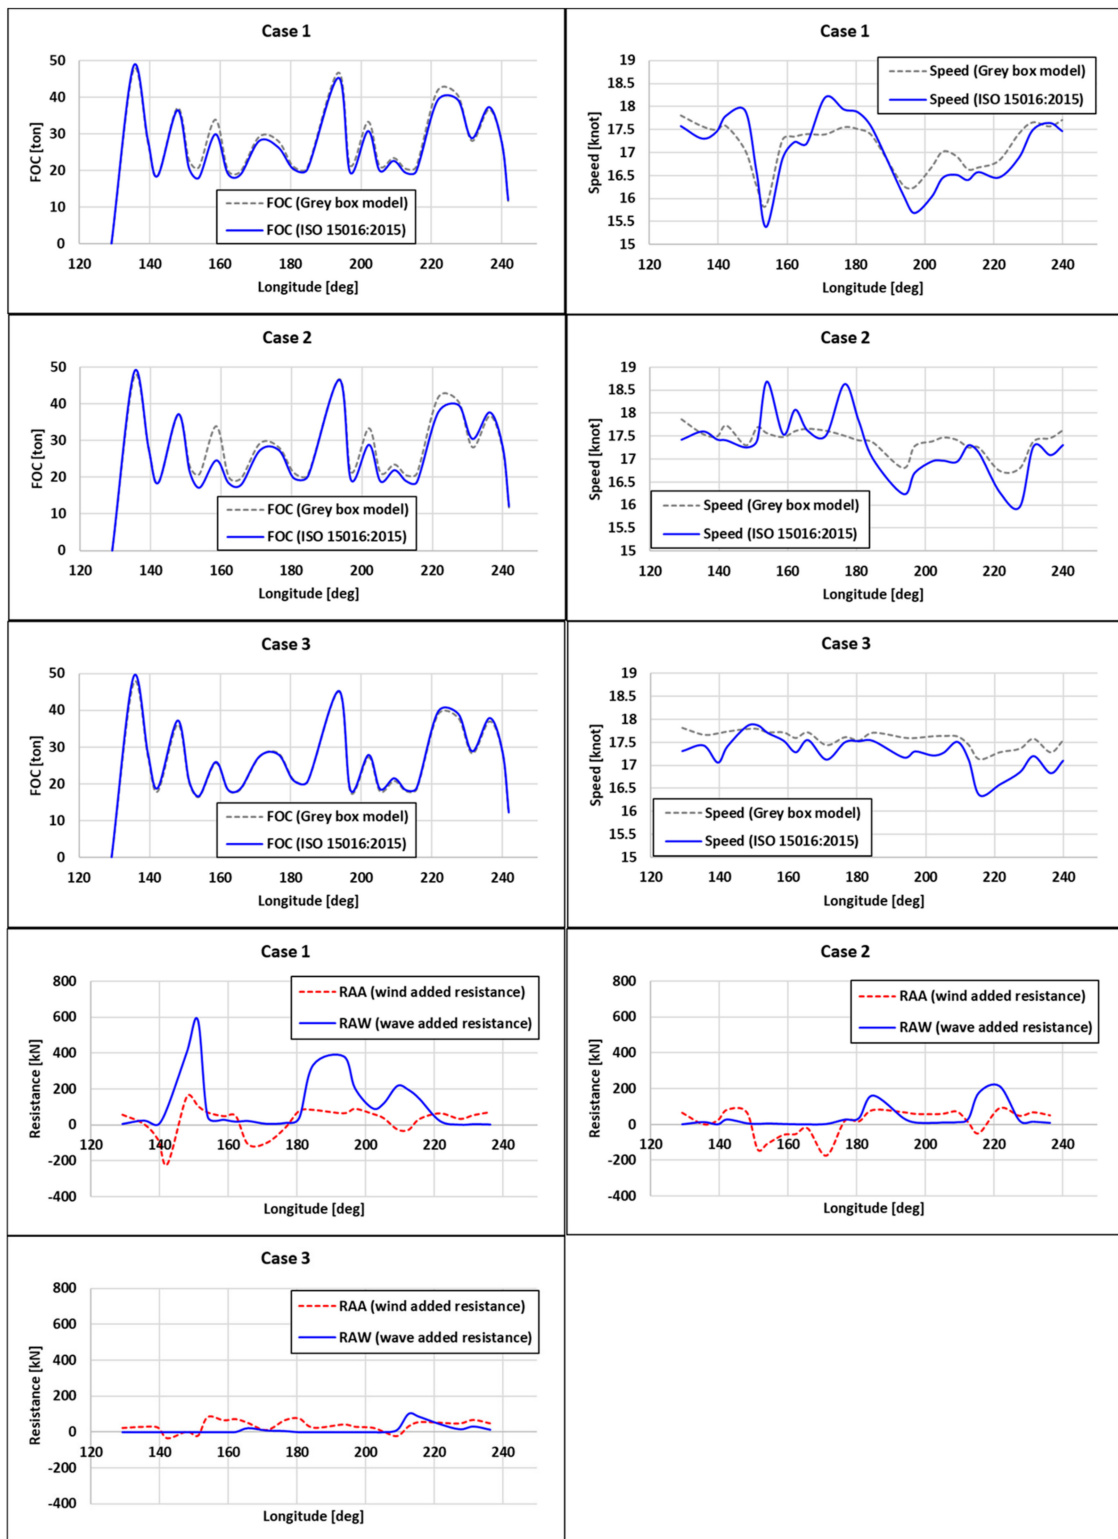 Case 1
FOC [ton]
50
40
30
20
10
0
FOC (Grey box model)
FOC (ISO 15016:2015)
120 140 160 180 200 220 240
Longitude [deg]
Case 1
Speed [knot]
19
18.5
18
17.5
17
16.5
16
15.5
15
Speed (Grey box model)
Speed (ISO 15016:2015)
120 140 160 180 200 220 240
Longitude [deg]
Case 2
FOC [ton]
50
40
30
20
10
0
FOC (Grey box model)
FOC (ISO 15016:2015)
120 140 160 180 200 220 240
Longitude [deg]
Case 2
Speed [knot]
19
18.5
18
17.5
17
16.5
16
15.5
15
Speed (Grey box model)
Speed (ISO 15016:2015)
120 140 160 180 200 220 240
Longitude [deg]
Case 3
FOC [ton]
50
40
30
20
10
0
FOC (Grey box model)
FOC (ISO 15016:2015)
120 140 160 180 200 220 240
Longitude [deg]
Case 3
Speed [knot]
19
18.5
18
17.5
17
16.5
16
15.5
15
Speed (Grey box model)
Speed (ISO 15016:2015)
120 140 160 180 200 220 240
Longitude [deg]
Case 1
Resistance [kN]
800
600
400
200
0
-200
-400
RAA (wind added resistance)
RAW (wave added resistance)
120 140 160 180 200 220 240
Longitude [deg]
Case 2
Resistance [kN]
800
600
400
200
0
-200
-400
RAA (wind added resistance)
RAW (wave added resistance)
120 140 160 180 200 220 240
Longitude [deg]
Case 3
Resistance [kN]
800
600
400
200
0
-200
-400
RAA (wind added resistance)
RAW (wave added resistance)
120 140 160 180 200 220 240
Longitude [deg]